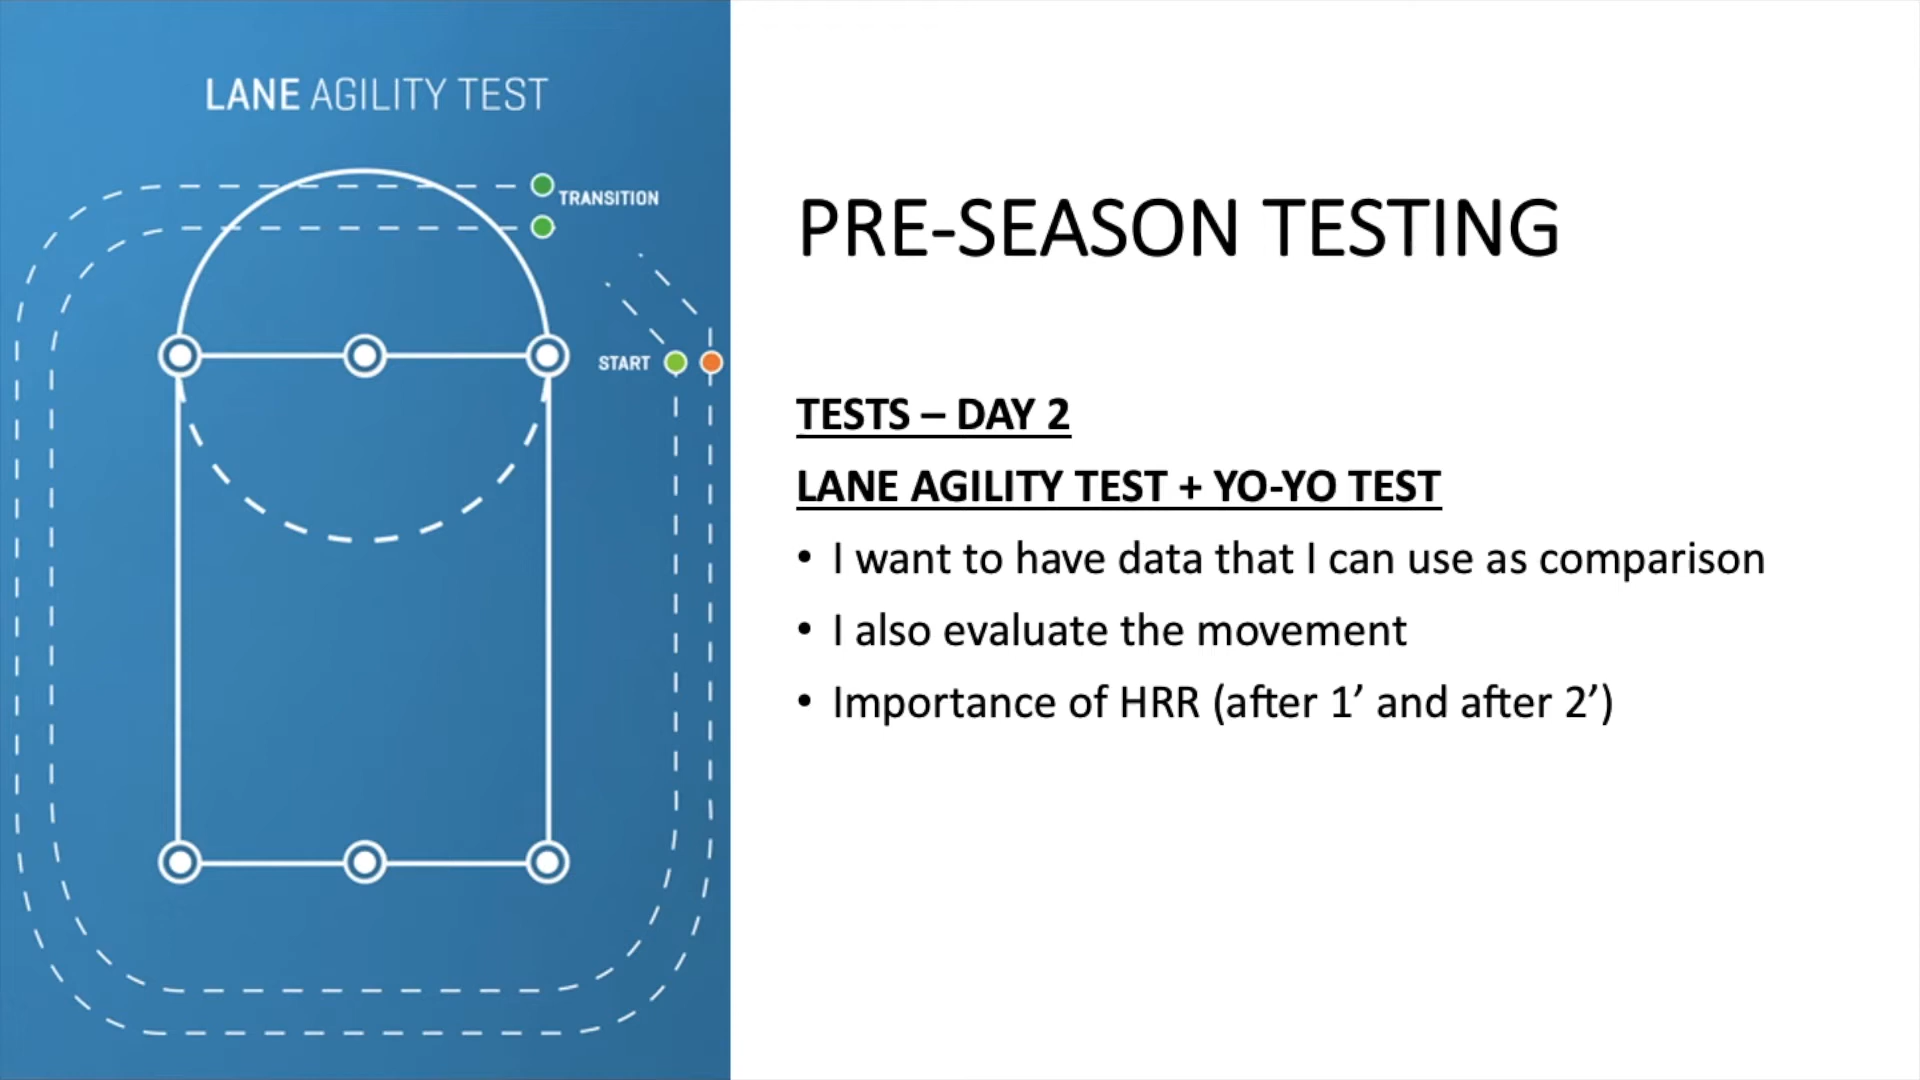 LANE AGILITY TEST
TRANSITION
START
PRE-SEASON TESTING
TESTS – DAY 2
LANE AGILITY TEST + YO-YO TEST
• I want to have data that I can use as comparison
• I also evaluate the movement
• Importance of HRR (after 1’ and after 2’)